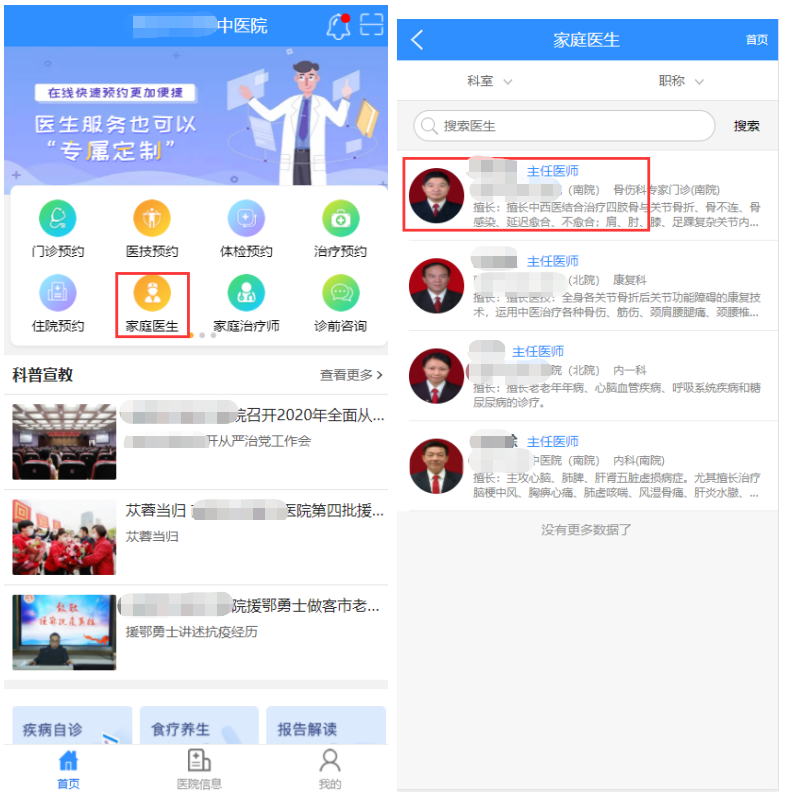 中医院
在线快速预约更加便捷
医生服务也可以
“专属定制”
门诊预约
医技预约
体检预约
治疗预约
住院预约
家庭医生
家庭治疗师
诊前咨询
科普宣教
查看更多
院召开2020年全面从...
开从严治党工作会
苁蓉当归
医院第四批援...
苁蓉当归
院援鄂勇士做客市老...
援鄂勇士讲述抗疫经历
疾病自诊
食疗养生
报告解读
首页
医院信息
我的
家庭医生
首页
科室
职称
搜索医生
搜索
主任医师
(南院) 骨伤科专家门诊(南院)
擅长：擅长中西医结合治疗四肢骨与关节骨折、骨不连、骨
感染、延迟愈合、不愈合；肩、肘、膝、足踝复杂关节内...
主任医师
(北院) 康复科
擅长：擅长医技：全身各关节骨折后关节功能障碍的康复技
术，运用中医治疗各种骨伤、筋伤、颈肩腰腿痛、颈腰椎...
主任医师
院 (北院) 内一科
擅长：擅长老老年年病、心脑血管疾病、呼吸系统疾病和糖
尿尿病的诊疗。
主任医师
中医院 (南院) 内科(南院)
擅长：主攻心脑、肺脾、肝肾五脏虚损病症。尤其擅长治疗
脑梗中风、胸痹心痛、肺虚咳喘、风湿骨痛、肝炎水臌、...
没有更多数据了